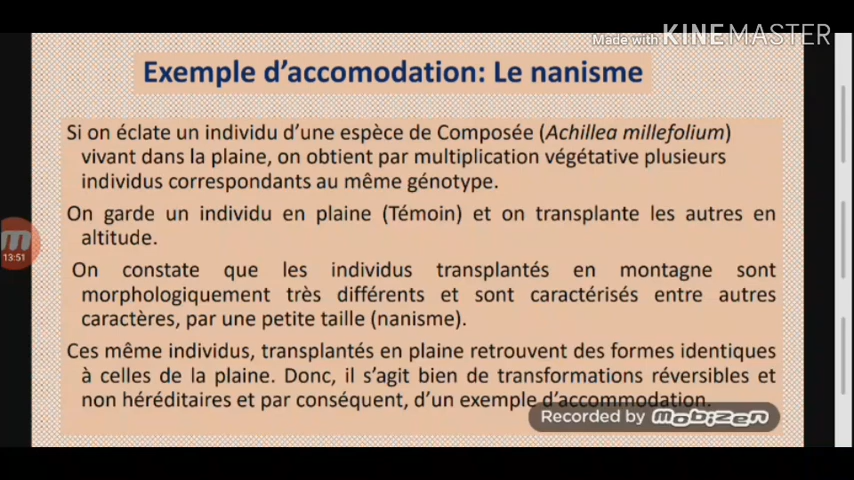 Made with KINEMASTER
Exemple d'accomodation: Le nanisme
Si on éclate un individu d'une espèce de Composée (Achillea millefolium)
vivant dans la plaine, on obtient par multiplication végétative plusieurs
individus correspondants au même génotype.
On garde un individu en plaine (Témoin) et on transplante les autres en
altitude.
On constate que les individus transplantés en montagne sont
morphologiquement très différents et sont caractérisés entre autres
caractères, par une petite taille (nanisme).
Ces même individus, transplantés en plaine retrouvent des formes identiques
à celles de la plaine. Donc, il s'agit bien de transformations réversibles et
non héréditaires et par conséquent, d'un exemple d'accommodation.
Recorded by mobizen
13:51